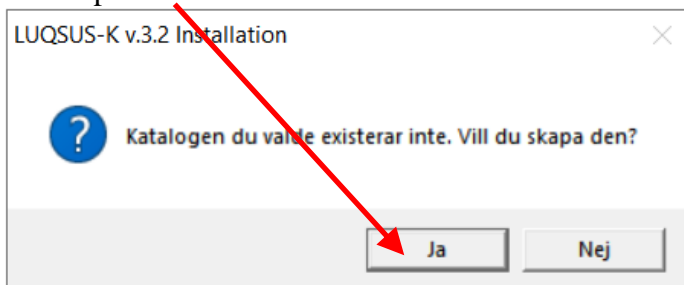 LUQSUS-K v.3.2 Installation
Katalogen du valde existerar inte. Vill du skapa den?
Ja
Nej